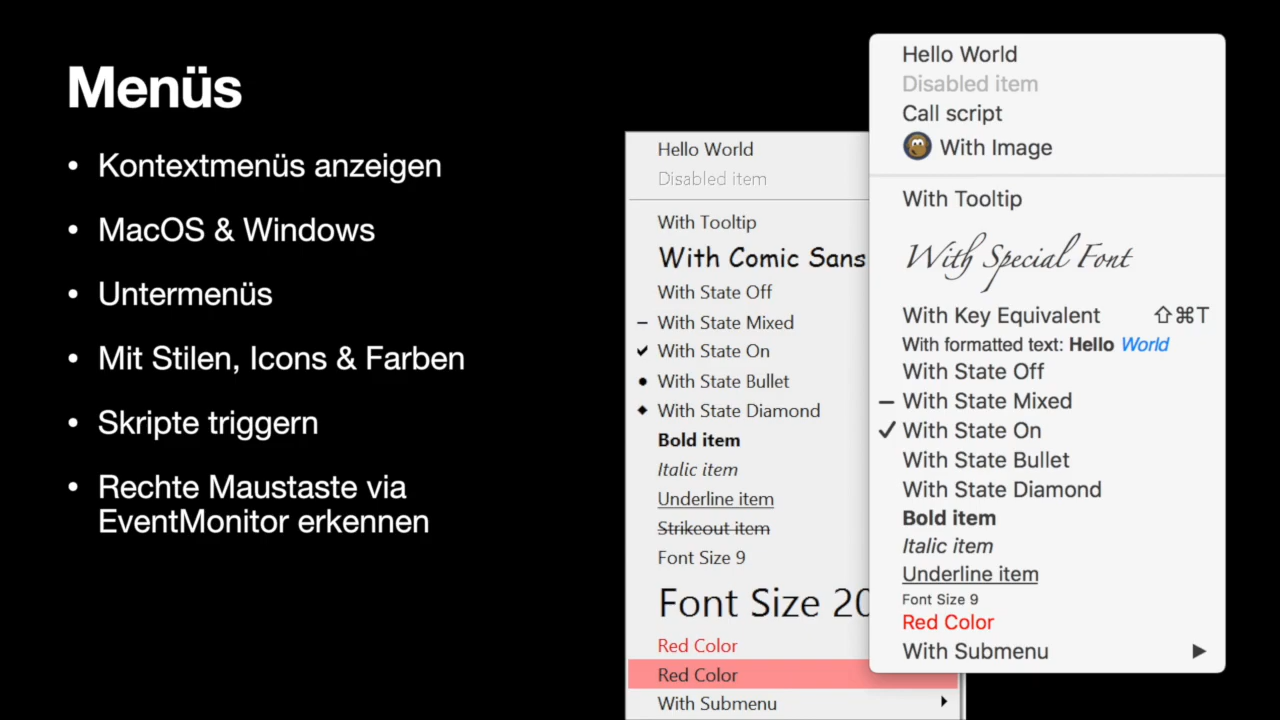 Menüs
• Kontextmenüs anzeigen
• MacOS & Windows
• Untermenüs
• Mit Stilen, Icons & Farben
• Skripte triggern
• Rechte Maustaste via
EventMonitor erkennen
Hello World
Disabled item
With Tooltip
With Comic Sans
With State Off
With State Mixed
With State On
With State Bullet
With State Diamond
Bold item
Italic item
Underline item
Strikeout item
Font Size 9
Font Size 20
Red Color
Red Color
With Submenu
Hello World
Disabled item
Call script
With Image
With Tooltip
With Special Font
With Key Equivalent ⇧⌘T
With formatted text: Hello World
With State Off
With State Mixed
With State On
With State Bullet
With State Diamond
Bold item
Italic item
Underline item
Font Size 9
Red Color
With Submenu